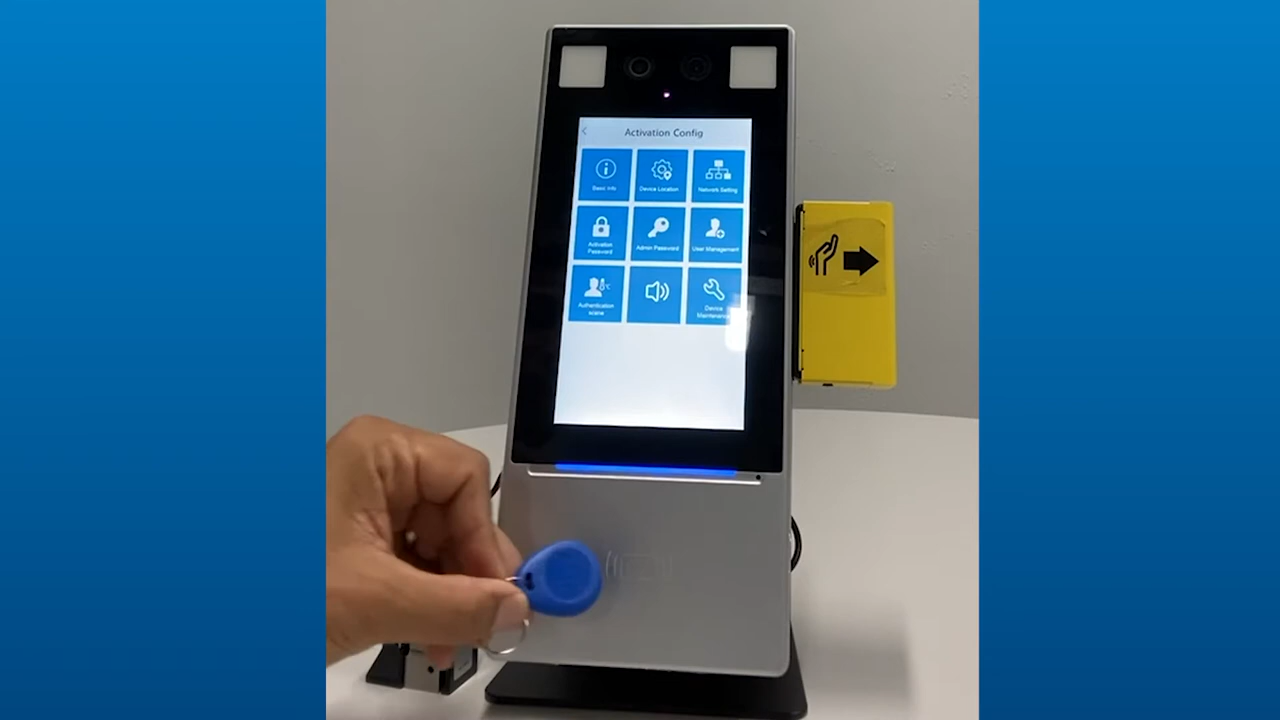 Activation Config
Basic Info
Device Location
Network Setting
Activation
Password
Admin Password
User Management
Authentication
scene
Device
Maintenance